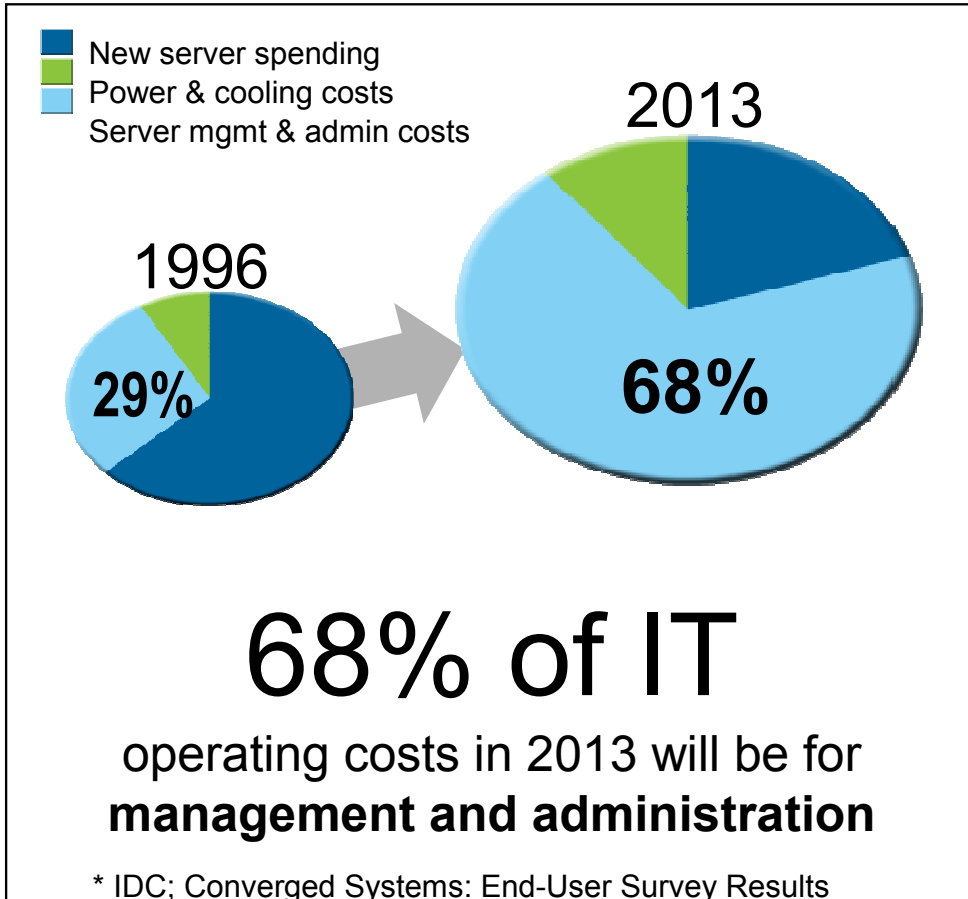 New server spending
Power & cooling costs
Server mgmt & admin costs
2013
1996
29%
68%
68% of IT
operating costs in 2013 will be for
management and administration
* IDC; Converged Systems: End-User Survey Results